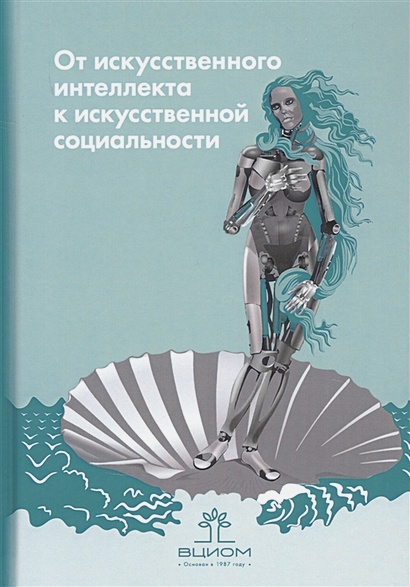 От искусственного
интеллекта
к искусственной
социальности
ВЦИОМ
• Основан в 1987 году •